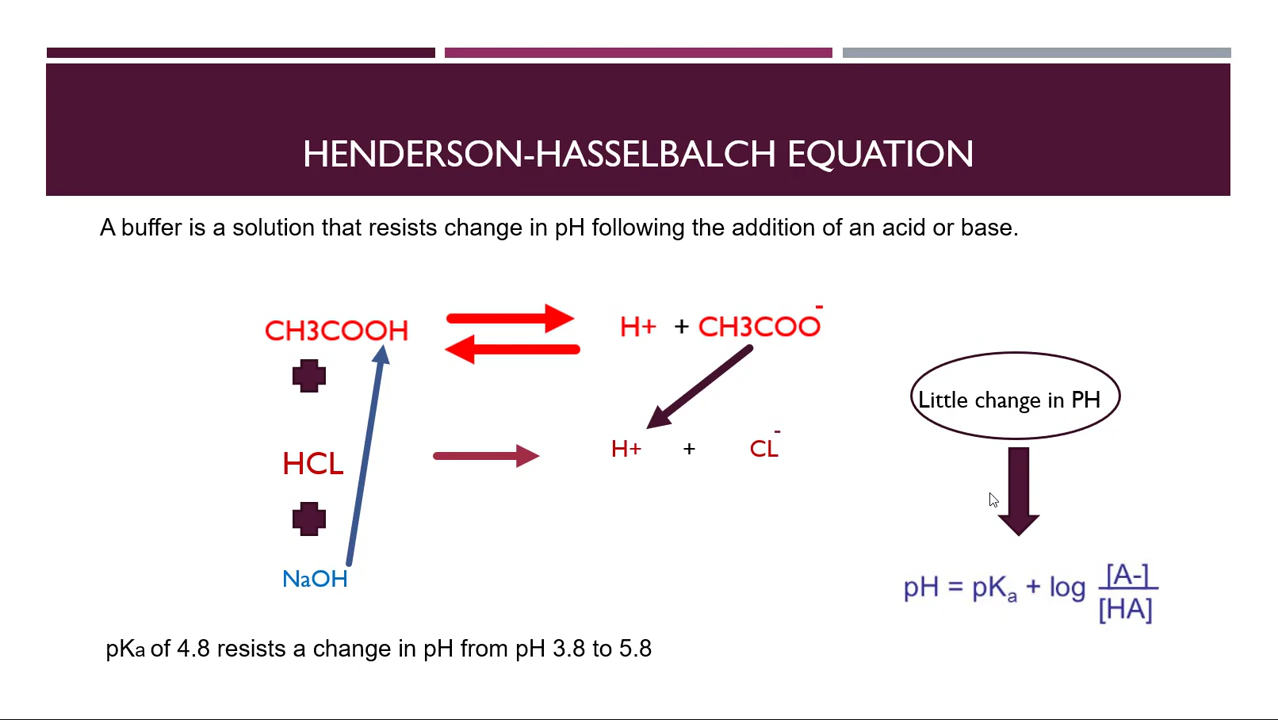 HENDERSON-HASSELBALCH EQUATION
A buffer is a solution that resists change in pH following the addition of an acid or base.
CH3COOH H+ + CH3COO-
HCL H+ + CL-
NaOH
Little change in PH
pH = pKa + log [A-]/[HA]
pKa of 4.8 resists a change in pH from pH 3.8 to 5.8